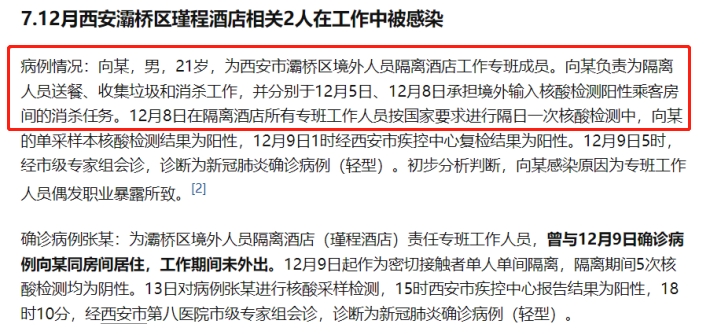 7.12月西安灞桥区瑾程酒店相关2人在工作中被感染
病例情况：向某，男，21岁，为西安市灞桥区境外人员隔离酒店工作专班成员。向某负责为隔离
人员送餐、收集垃圾和消杀工作，并分别于12月5日、12月8日承担境外输入核酸检测阳性乘客房
间的消杀任务。12月8日在隔离酒店所有专班工作人员按国家要求进行隔日一次核酸检测中，向某
的单采样本核酸检测结果为阳性，12月9日1时经西安市疾控中心复检结果为阳性。12月9日5时，
经市级专家组会诊，诊断为新冠肺炎确诊病例（轻型）。初步分析判断，向某感染原因为专班工作
人员偶发职业暴露所致。[2]
确诊病例张某：为灞桥区境外人员隔离酒店（瑾程酒店）责任专班工作人员，曾与12月9日确诊病
例向某同房间居住，工作期间未外出。12月9日起作为密切接触者单人单间隔离，隔离期间5次核
酸检测均为阴性。13日对病例张某进行核酸采样检测，15时西安市疾控中心报告结果为阳性，18
时10分，经西安市第八医院市级专家组会诊，诊断为新冠肺炎确诊病例（轻型）。